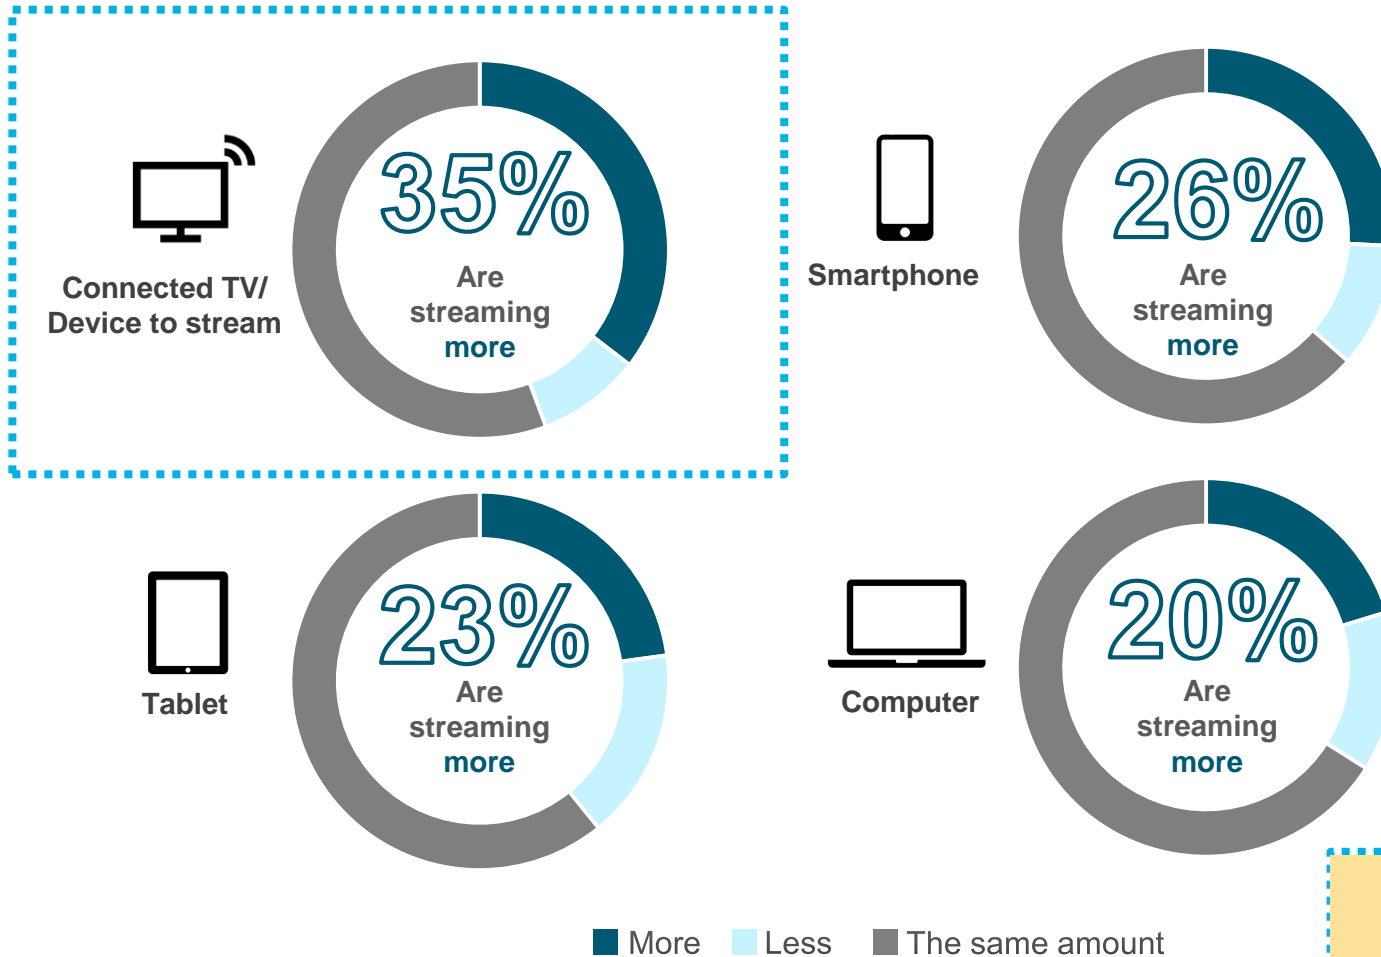 35%
Are
streaming
more
Connected TV/
Device to stream
26%
Are
streaming
more
Smartphone
23%
Are
streaming
more
Tablet
20%
Are
streaming
more
Computer
More
Less
The same amount